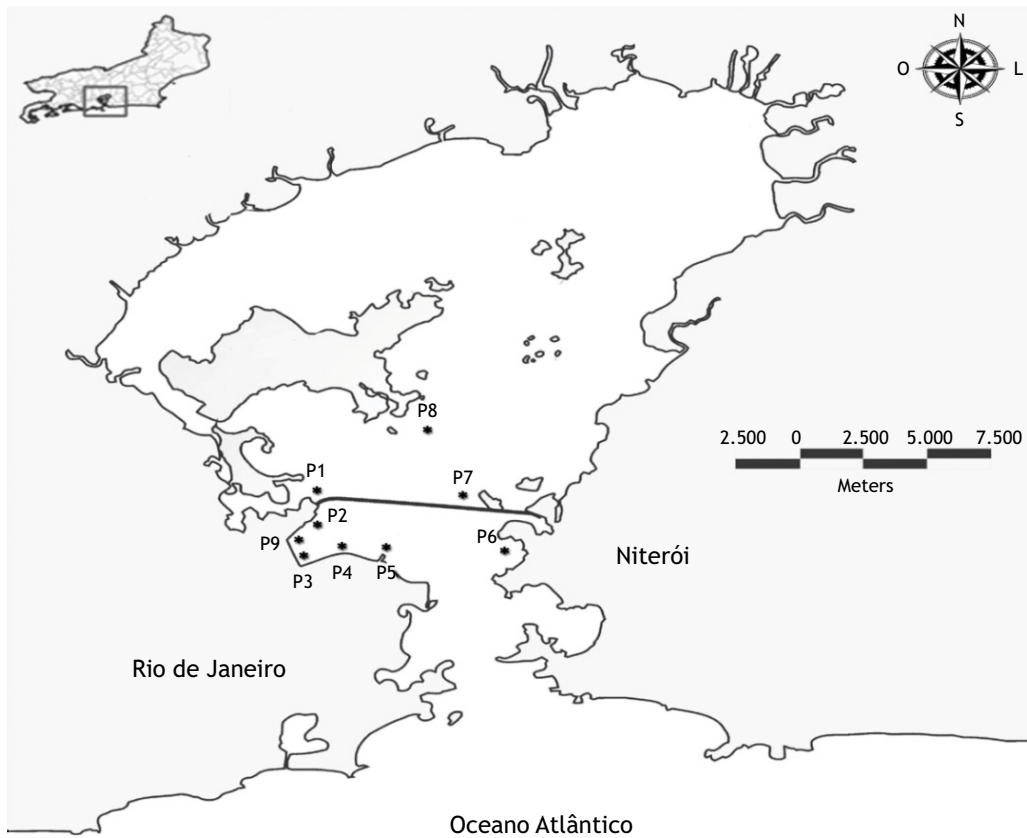 N
O L
S
P8
2.500 0 2.500 5.000 7.500
Meters
P1
P7
P2
P9
P6
P3 P4 P5
Niterói
Rio de Janeiro
Oceano Atlântico